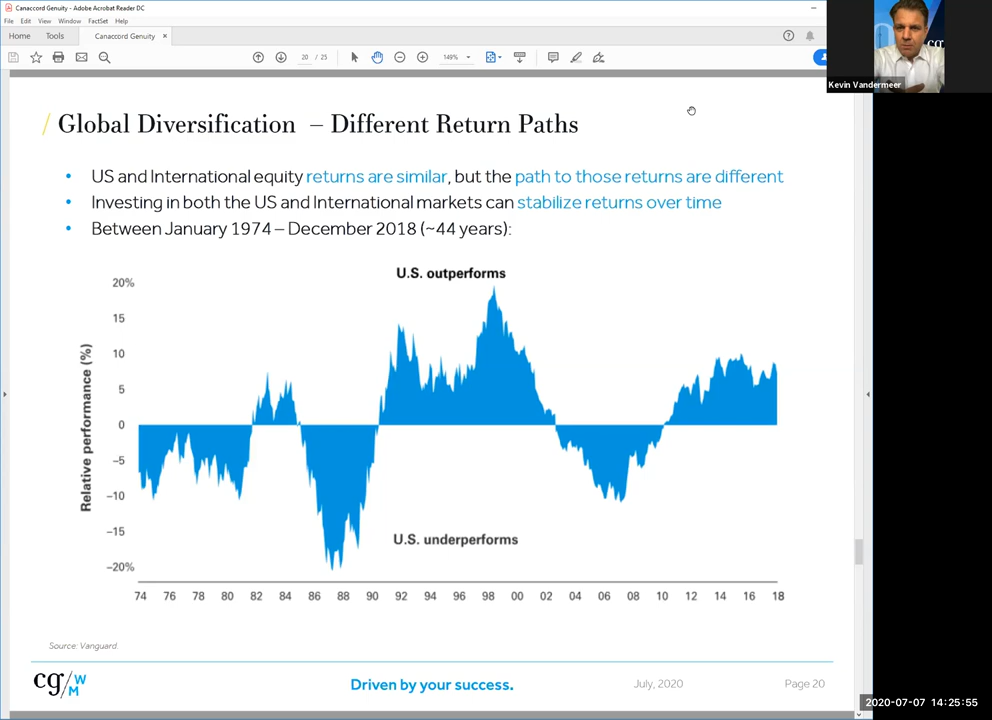 Canaccord Genuity - Adobe Acrobat Reader DC
File Edit View Window FactSet Help
Home Tools Canaccord Genuity ×
20 / 25 149%
Kevin Vandermeer
/ Global Diversification – Different Return Paths
• US and International equity returns are similar, but the path to those returns are different
• Investing in both the US and International markets can stabilize returns over time
• Between January 1974 – December 2018 (~44 years):
U.S. outperforms
20%
15
10
5
0
–5
–10
–15
–20%
Relative performance (%)
U.S. underperforms
74 76 78 80 82 84 86 88 90 92 94 96 98 00 02 04 06 08 10 12 14 16 18
Source: Vanguard.
cg/WM
Driven by your success.
July, 2020
Page 20
2020-07-07 14:25:55